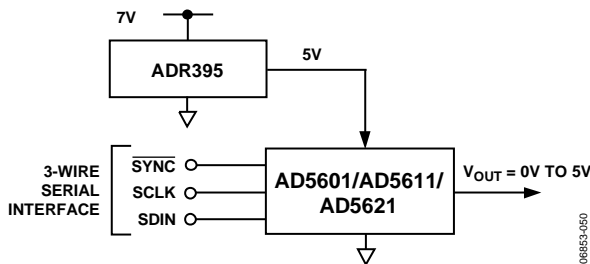 7V
ADR395
5V
3-WIRE
SERIAL
INTERFACE
SYNC
SCLK
SDIN
AD5601/AD5611/
AD5621
VOUT = 0V TO 5V
06853-050